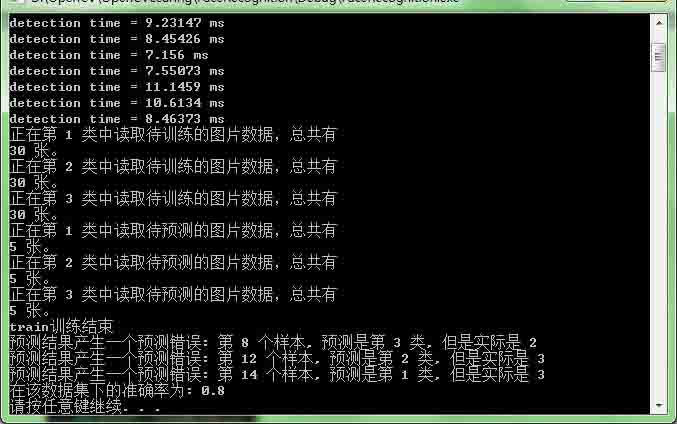 detection time = 9.23147 ms
detection time = 8.45426 ms
detection time = 7.156 ms
detection time = 7.55073 ms
detection time = 11.1459 ms
detection time = 10.6134 ms
detection time = 8.46373 ms
正在第 1 类中读取待训练的图片数据，总共有
30 张。
正在第 2 类中读取待训练的图片数据，总共有
30 张。
正在第 3 类中读取待训练的图片数据，总共有
30 张。
正在第 1 类中读取待预测的图片数据，总共有
5 张。
正在第 2 类中读取待预测的图片数据，总共有
5 张。
正在第 3 类中读取待预测的图片数据，总共有
5 张。
train训练结束
预测结果产生一个预测错误：第 8 个样本，预测是第 3 类，但是实际是 2
预测结果产生一个预测错误：第 12 个样本，预测是第 2 类，但是实际是 3
预测结果产生一个预测错误：第 14 个样本，预测是第 1 类，但是实际是 3
在该数据集下的准确率为：0.8
请按任意键继续. . .